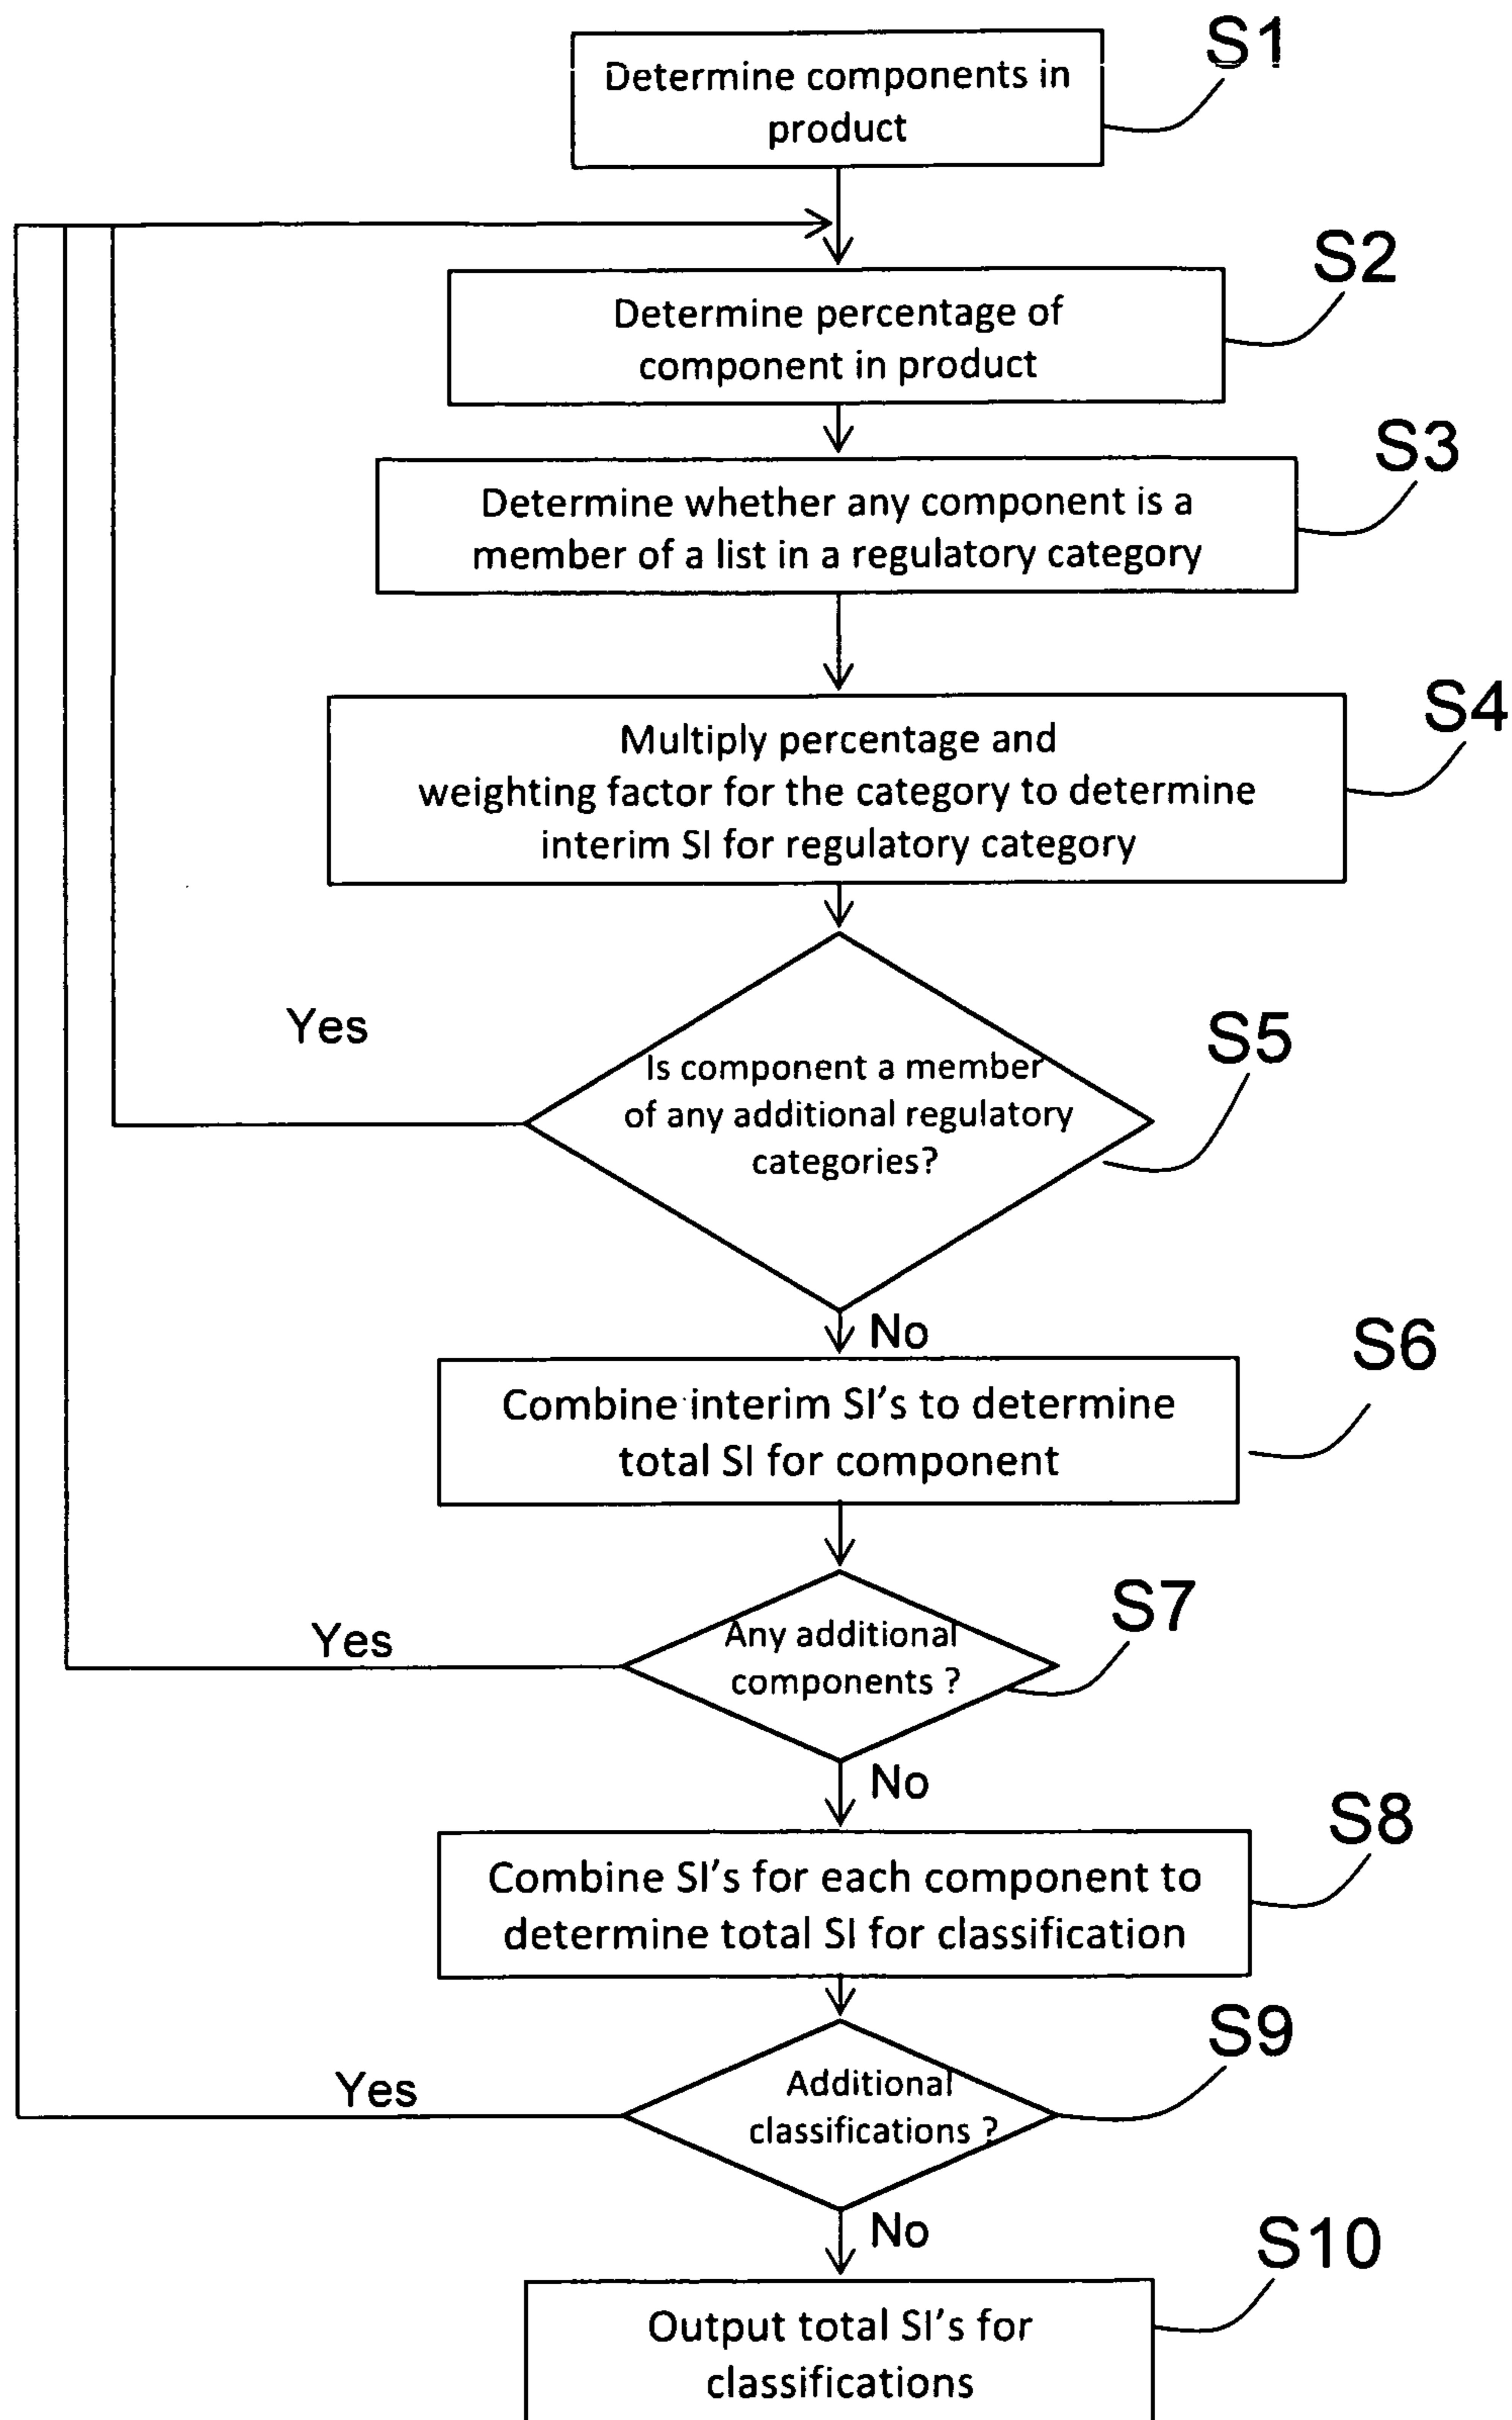 S1
Determine components in
product
S2
Determine percentage of
component in product
S3
Determine whether any component is a
member of a list in a regulatory category
S4
Multiply percentage and
weighting factor for the category to determine
interim SI for regulatory category
Yes
S5
Is component a member
of any additional regulatory
categories?
No
S6
Combine interim SI's to determine
total SI for component
S7
Yes
Any additional
components ?
No
S8
Combine SI's for each component to
determine total SI for classification
S9
Yes
Additional
classifications ?
No
S10
Output total SI's for
classifications